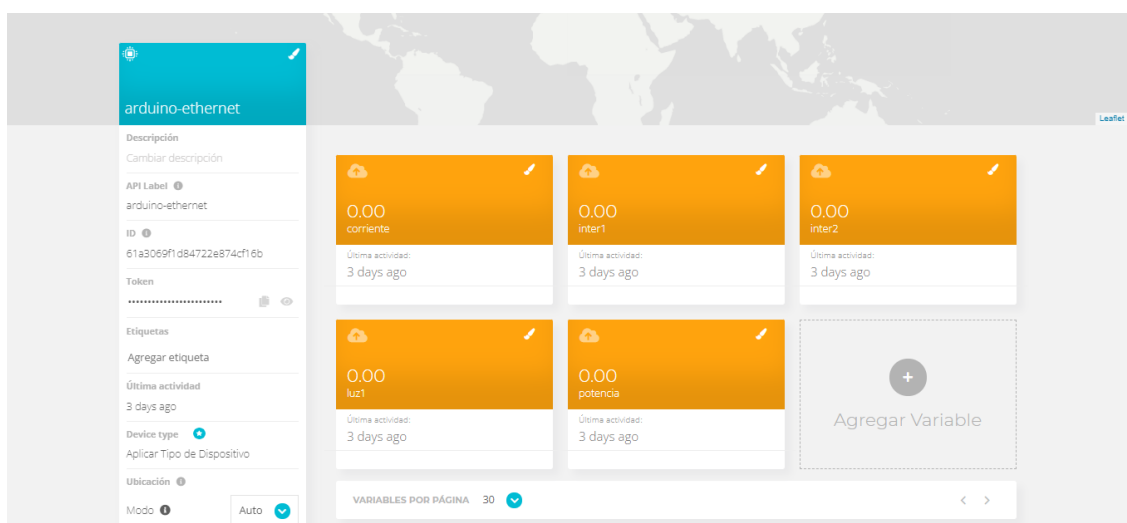 arduino-ethernet
Descripción
Cambiar descripción
API Label
arduino-ethernet
ID
61a3069f1d84722e874cf16b
Token
••••••••••••••••••••••••
Etiquetas
Agregar etiqueta
Última actividad
3 days ago
Device type
Aplicar Tipo de Dispositivo
Ubicación
Modo Auto
Leaflet
0.00
corriente
Última actividad:
3 days ago
0.00
inter1
Última actividad:
3 days ago
0.00
inter2
Última actividad:
3 days ago
0.00
luz1
Última actividad:
3 days ago
0.00
potencia
Última actividad:
3 days ago
Agregar Variable
VARIABLES POR PÁGINA 30